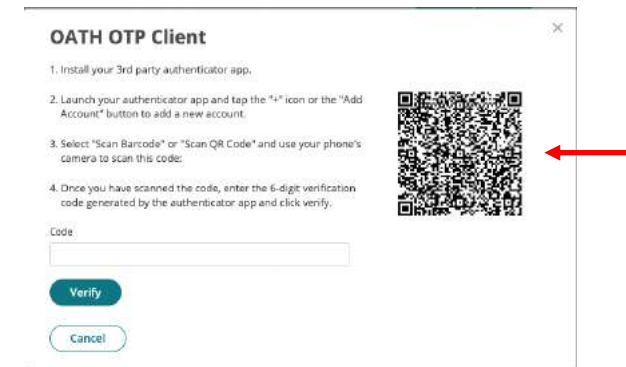 OATH OTP Client
1. Install your 3rd party authenticator app.
2. Launch your authenticator app and tap the "+" icon or the "Add
Account" button to add a new account.
3. Select "Scan Barcode" or "Scan QR Code" and use your phone's
camera to scan this code:
4. Once you have scanned the code, enter the 6-digit verification
code generated by the authenticator app and click verify.
Code
Verify
Cancel